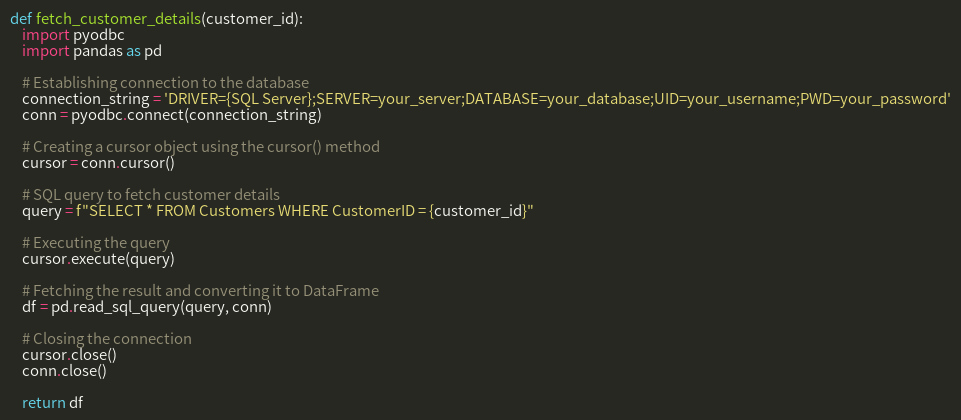 def fetch_customer_details(customer_id):
    import pyodbc
    import pandas as pd

    # Establishing connection to the database
    connection_string = 'DRIVER={SQL Server};SERVER=your_server;DATABASE=your_database;UID=your_username;PWD=your_password'
    conn = pyodbc.connect(connection_string)

    # Creating a cursor object using the cursor() method
    cursor = conn.cursor()

    # SQL query to fetch customer details
    query = f"SELECT * FROM Customers WHERE CustomerID = {customer_id}"

    # Executing the query
    cursor.execute(query)

    # Fetching the result and converting it to DataFrame
    df = pd.read_sql_query(query, conn)

    # Closing the connection
    cursor.close()
    conn.close()

    return df